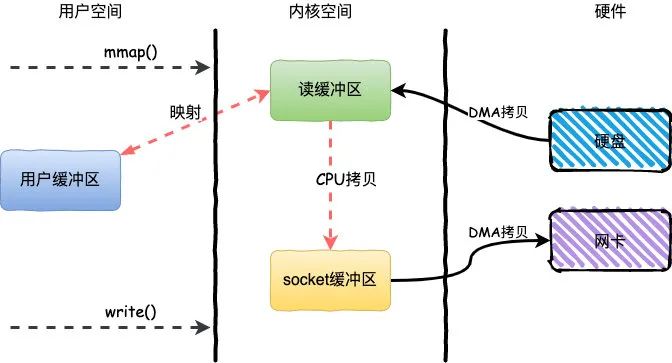 用户空间
内核空间
硬件
mmap()
读缓冲区
DMA拷贝
映射
硬盘
用户缓冲区
CPU拷贝
DMA拷贝
网卡
socket缓冲区
write()